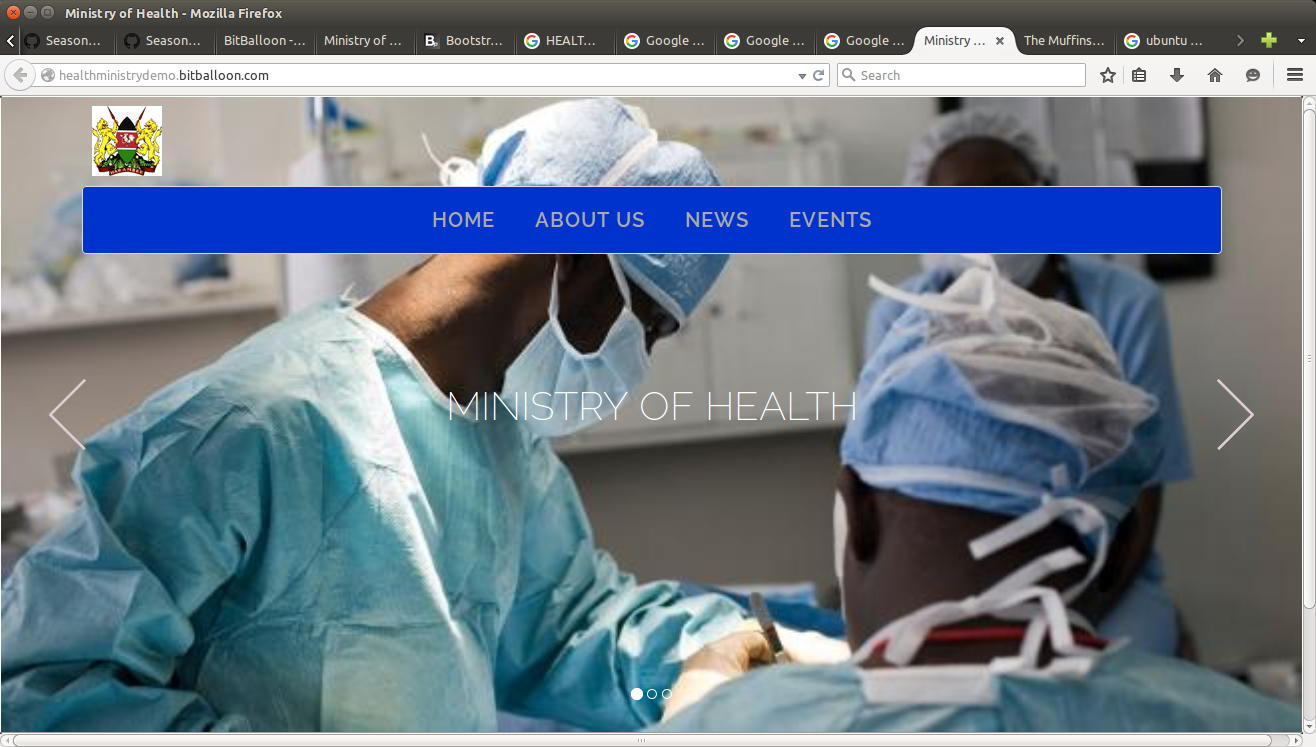 Ministry of Health - Mozilla Firefox
Season... Season... BitBalloon -... Ministry of ... B Bootstr... HEALT... Google ... Google ... Google ... Ministry ... The Muffins... ubuntu ...
healthministrydemo.bitballoon.com Search
HOME ABOUT US NEWS EVENTS
MINISTRY OF HEALTH